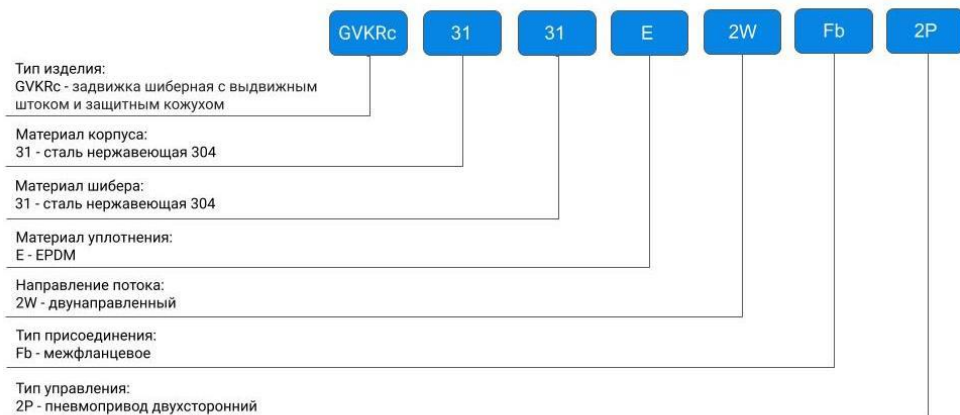 GVKRc 31 31 E 2W Fb 2P
Тип изделия:
GVKRc - задвижка шиберная с выдвижным
штоком и защитным кожухом
Материал корпуса:
31 - сталь нержавеющая 304
Материал шибера:
31 - сталь нержавеющая 304
Материал уплотнения:
E - EPDM
Направление потока:
2W - двунаправленный
Тип присоединения:
Fb - межфланцевое
Тип управления:
2P - пневмопривод двухсторонний